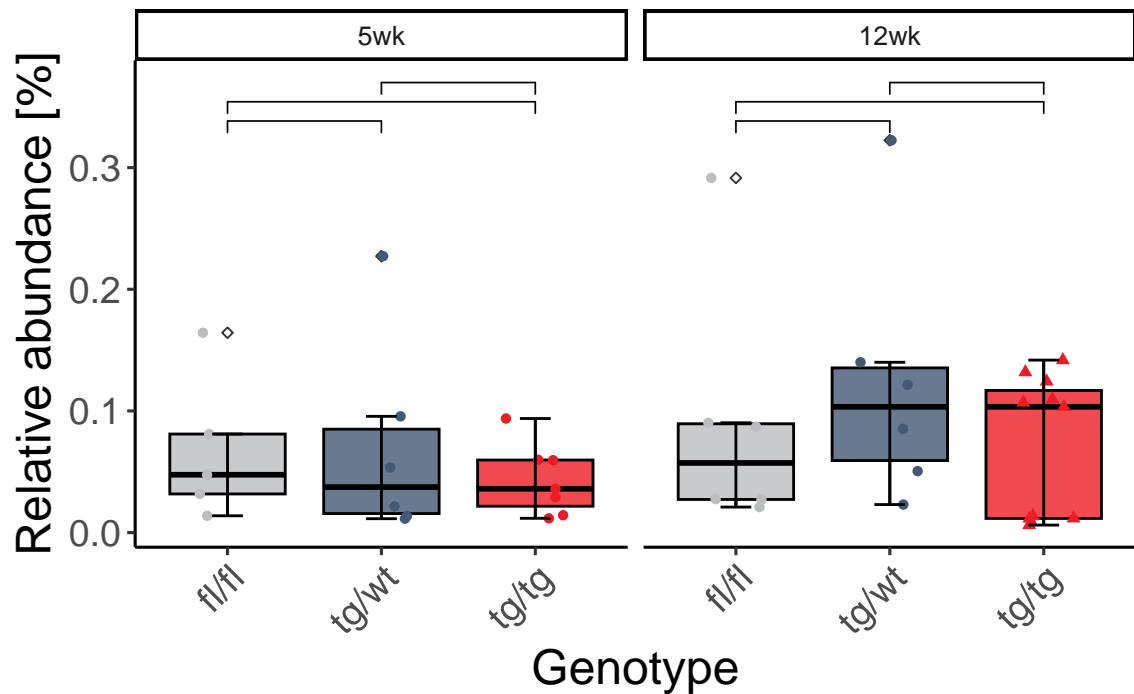 5wk
12wk
Relative abundance [%]
0.3
0.2
0.1
0.0
fl/fl
tg/wt
tg/tg
fl/fl
tg/wt
tg/tg
Genotype